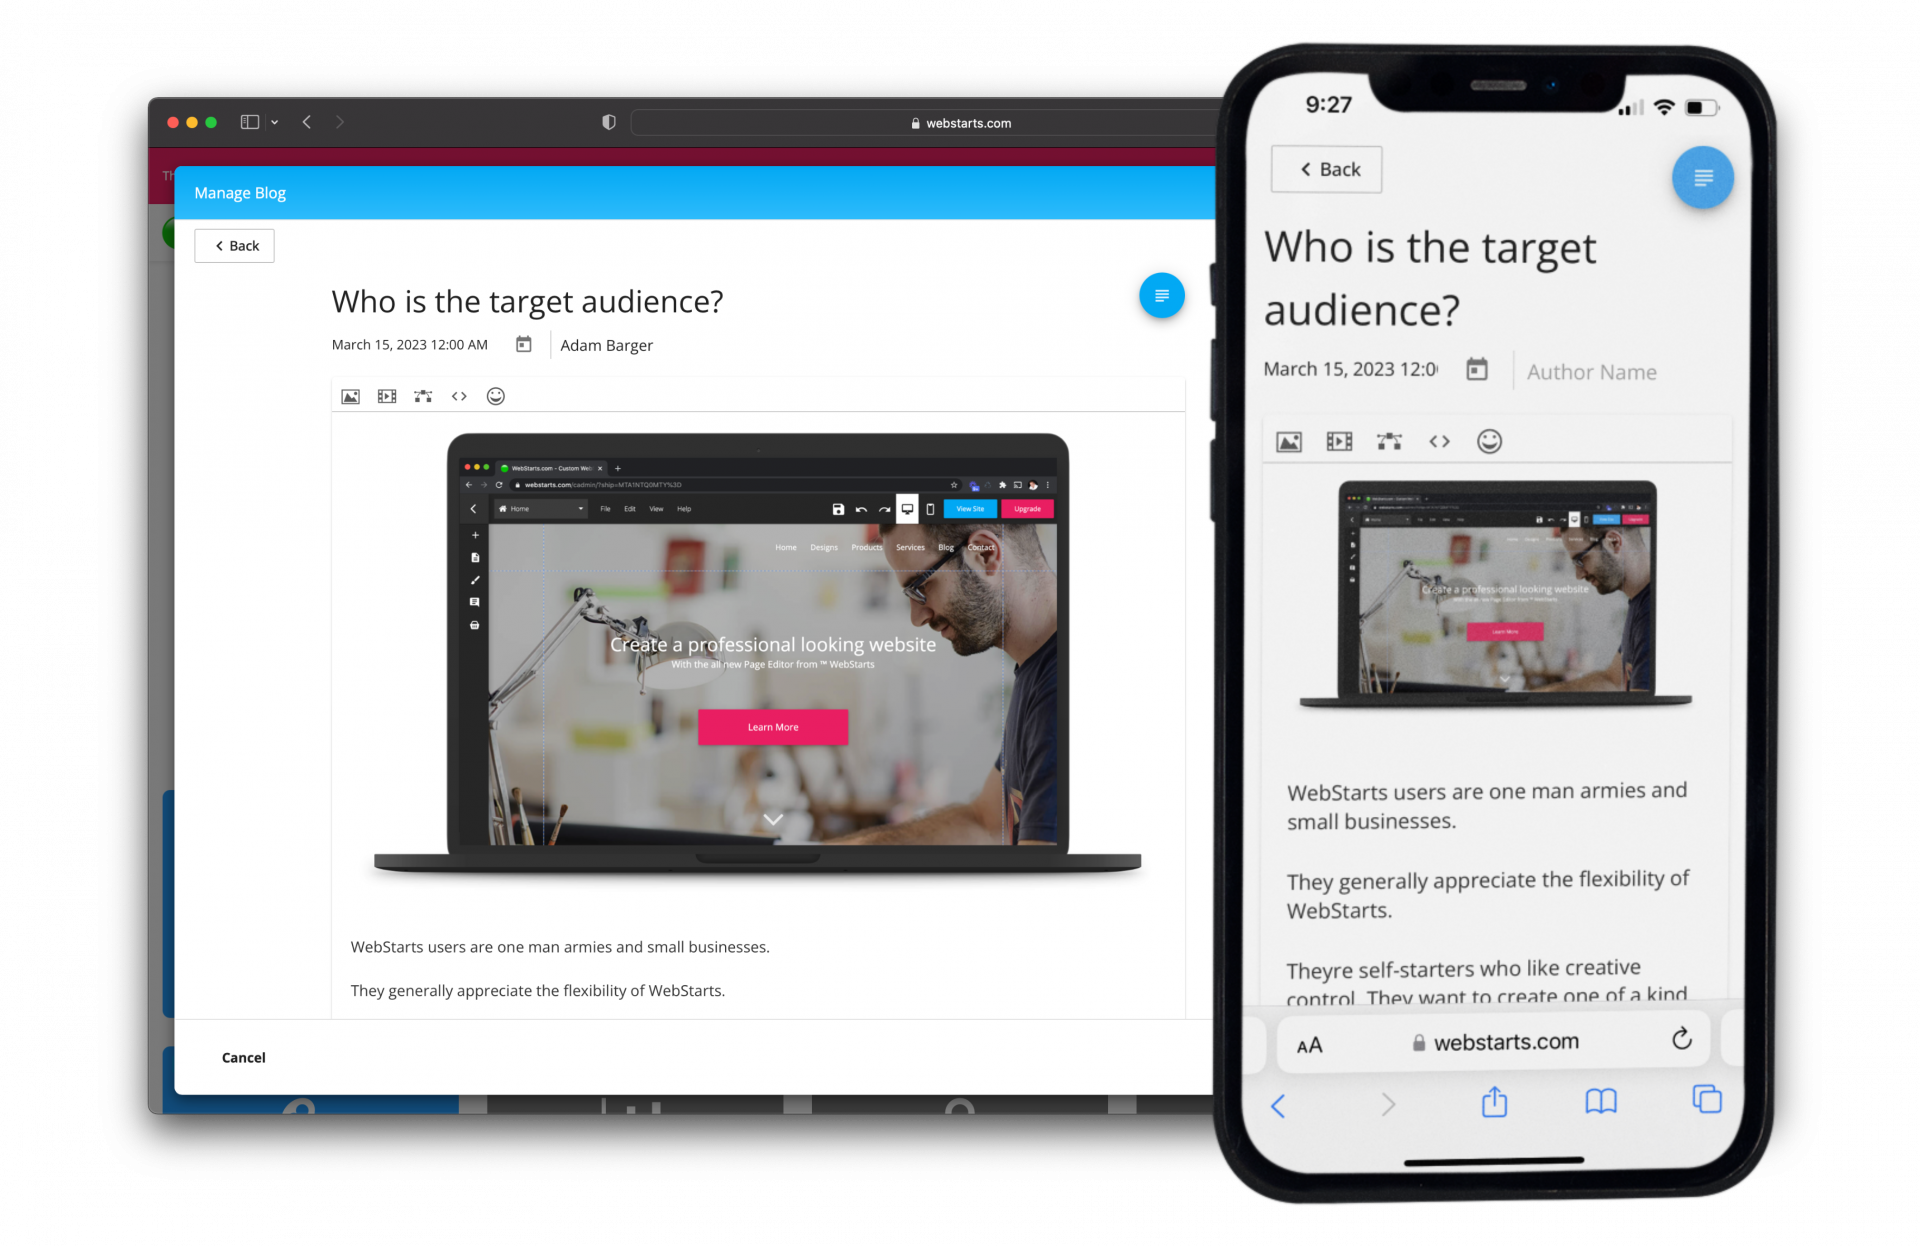 webstarts.com
Th
Manage Blog
Back
Who is the target audience?
March 15, 2023 12:00 AM
Adam Barger
WebStarts.com - Custom Web
webstarts.com/cadmin/?ship=MTA1NTQ0MTY%3D
Home
File Edit View Help
View Site
Upgrade
Home Designs Products Services Blog Contact
Create a professional looking website
With the all new Page Editor from ™ WebStarts
Learn More
WebStarts users are one man armies and small businesses.
They generally appreciate the flexibility of WebStarts.
Cancel
9:27
Back
Who is the target
audience?
March 15, 2023 12:0
Author Name
Create a professional looking website
Learn More
WebStarts users are one man armies and
small businesses.
They generally appreciate the flexibility of
WebStarts.
Theyre self-starters who like creative
control. They want to create one of a kind
AA
webstarts.com